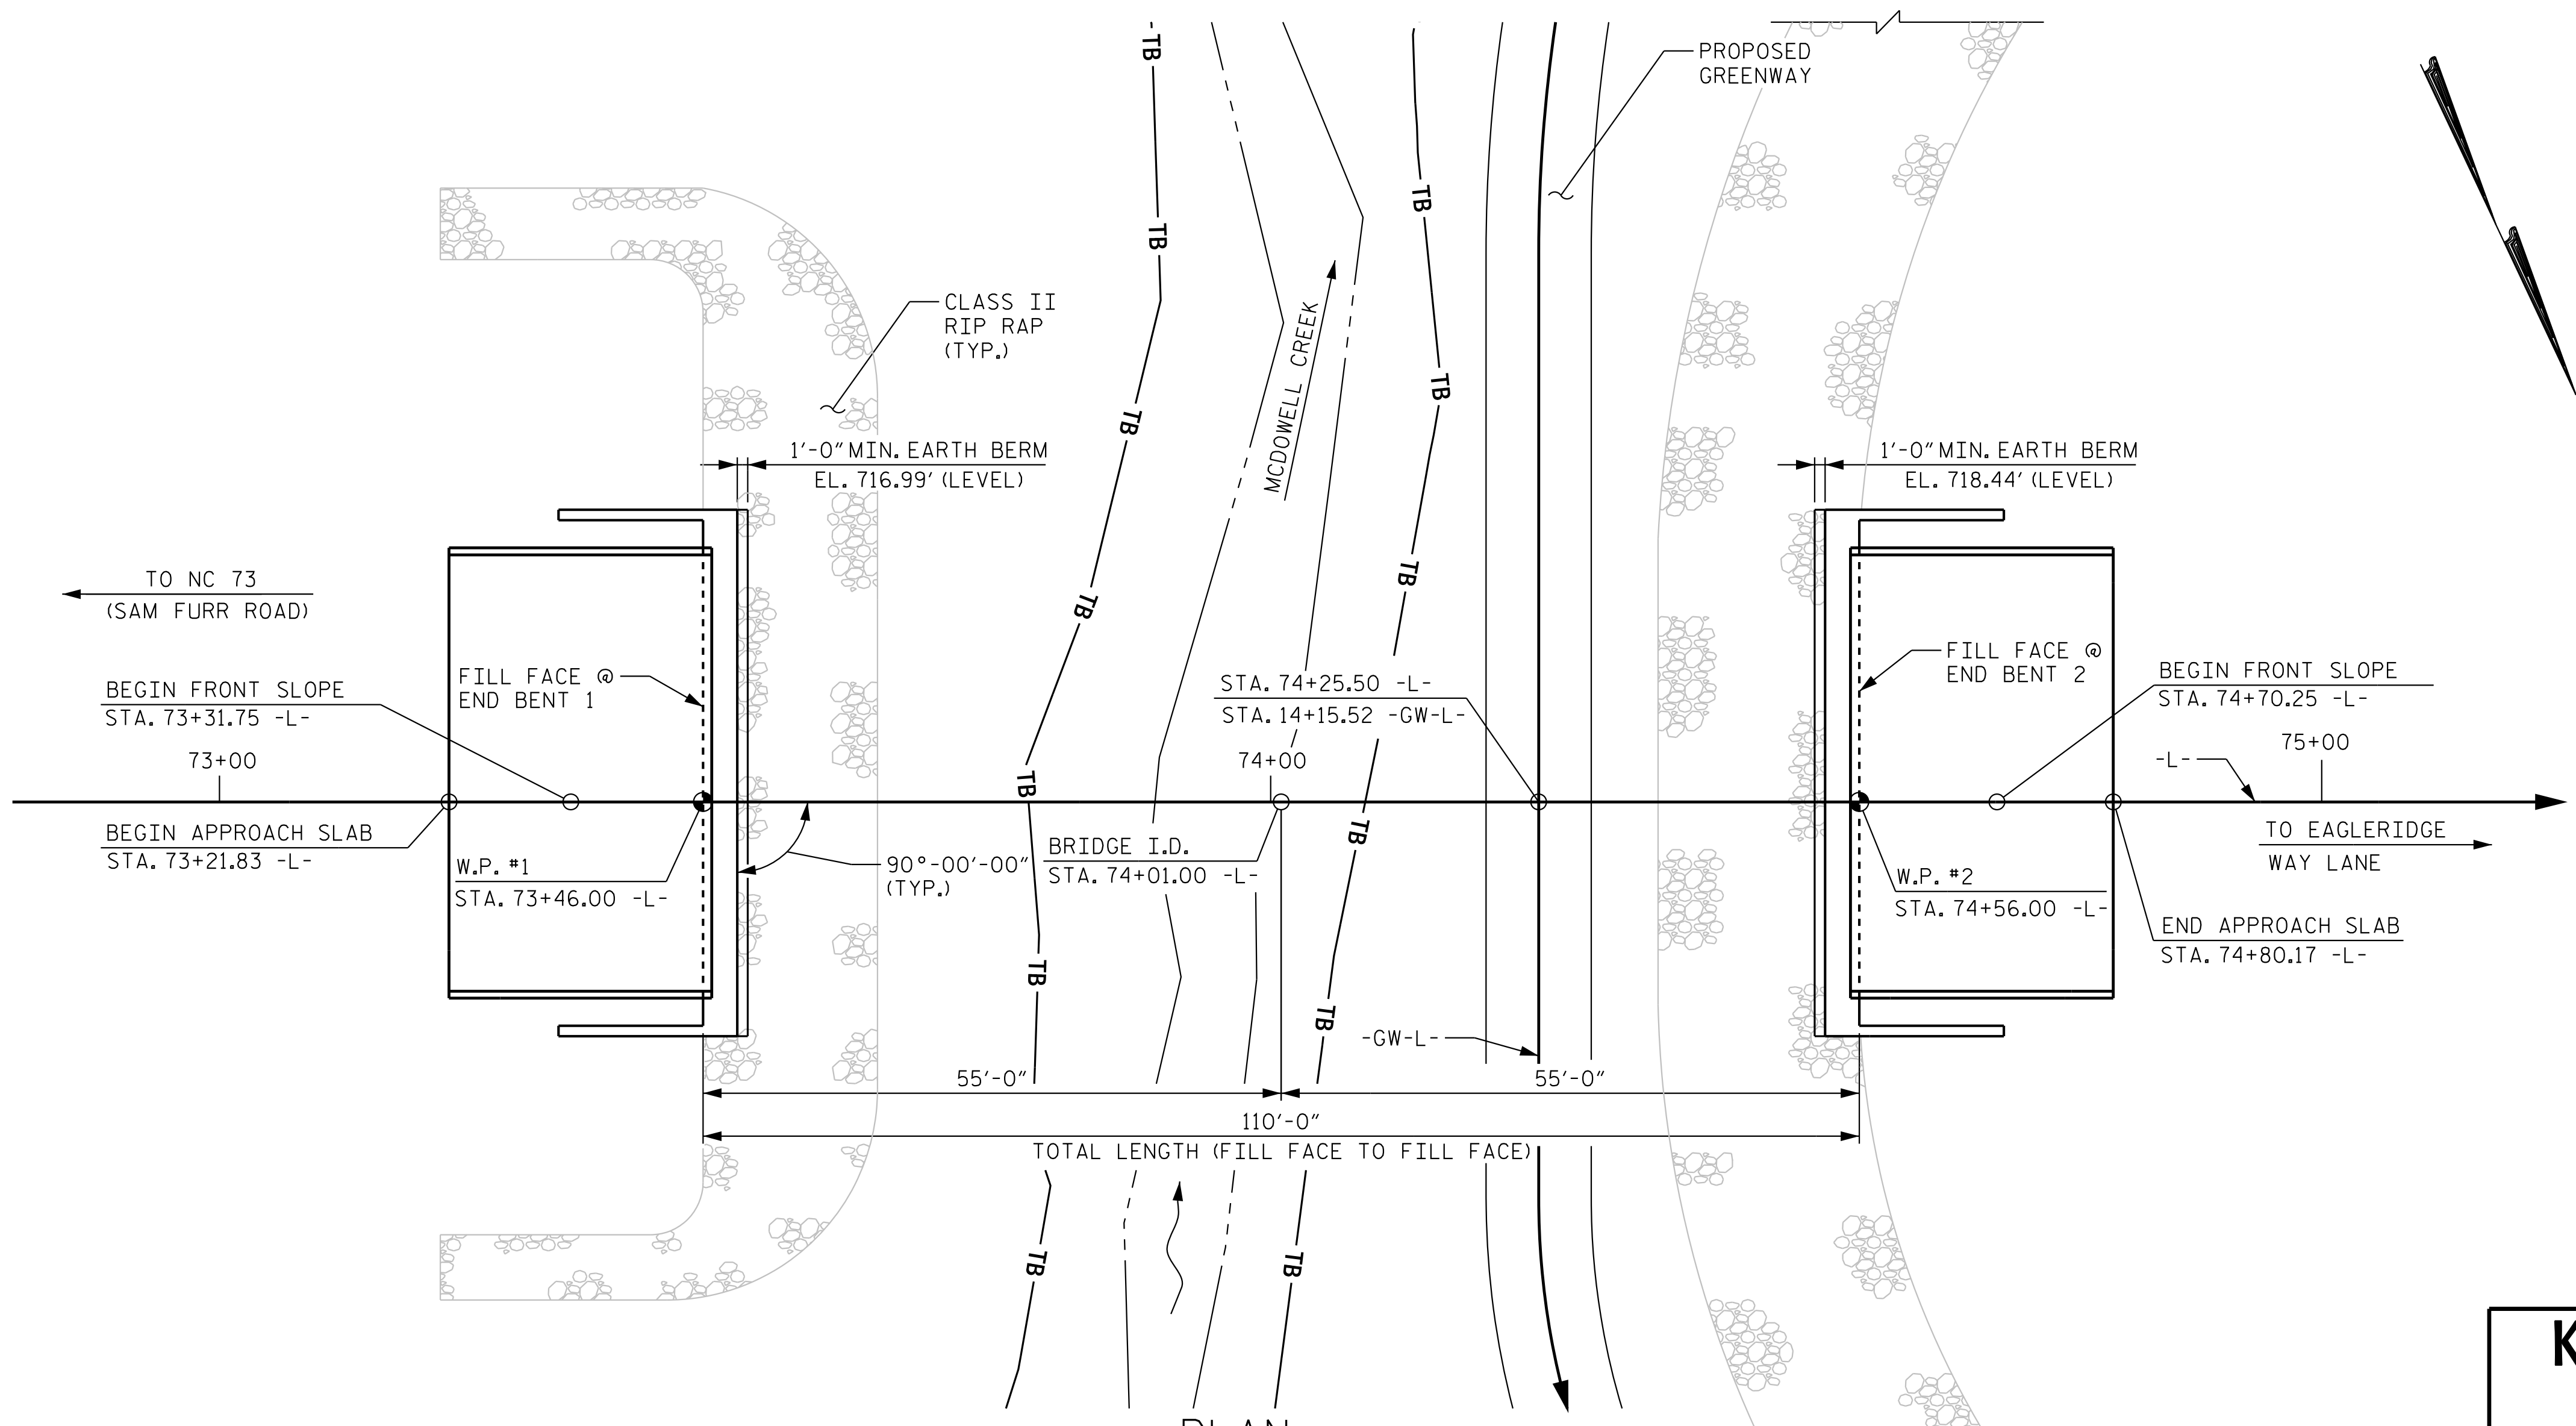 TB
PROPOSED
GREENWAY
TB
TB
CLASS II
RIP RAP
(TYP.)
MCDOWELL CREEK
TB
TB
1'-0" MIN. EARTH BERM
EL. 716.99' (LEVEL)
1'-0" MIN. EARTH BERM
EL. 718.44' (LEVEL)
TO NC 73
(SAM FURR ROAD)
TB
TB
FILL FACE @
END BENT 1
FILL FACE @
END BENT 2
BEGIN FRONT SLOPE
STA. 73+31.75 -L-
STA. 74+25.50 -L-
STA. 14+15.52 -GW-L-
BEGIN FRONT SLOPE
STA. 74+70.25 -L-
73+00
TB
74+00
-L-
75+00
BEGIN APPROACH SLAB
STA. 73+21.83 -L-
W.P. #1
STA. 73+46.00 -L-
90°-00'-00"
(TYP.)
BRIDGE I.D.
STA. 74+01.00 -L-
TB
W.P. #2
STA. 74+56.00 -L-
TO EAGLERIDGE
WAY LANE
END APPROACH SLAB
STA. 74+80.17 -L-
TB
TB
-GW-L-
55'-0"
55'-0"
110'-0"
TOTAL LENGTH (FILL FACE TO FILL FACE)
TB
TB
PLAN
K